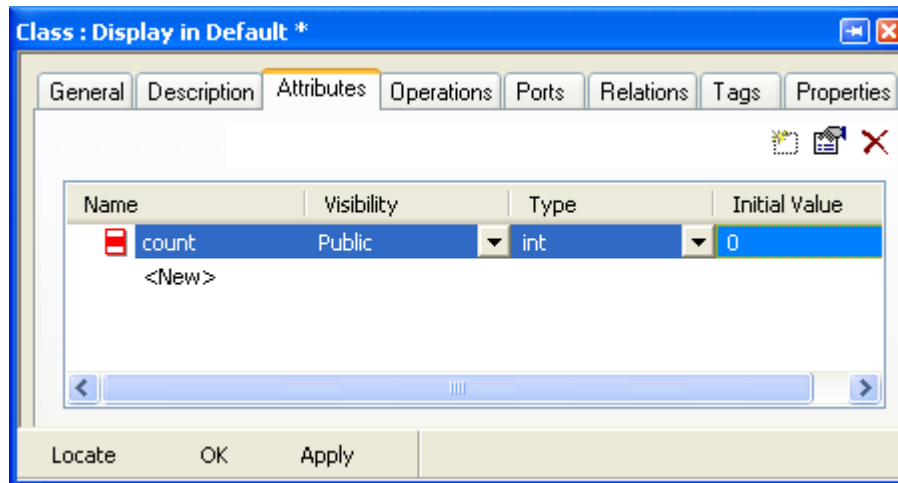 Class : Display in Default *
General Description Attributes Operations Ports Relations Tags Properties
Name Visibility Type Initial Value
count Public int 0
<New>
Locate OK Apply